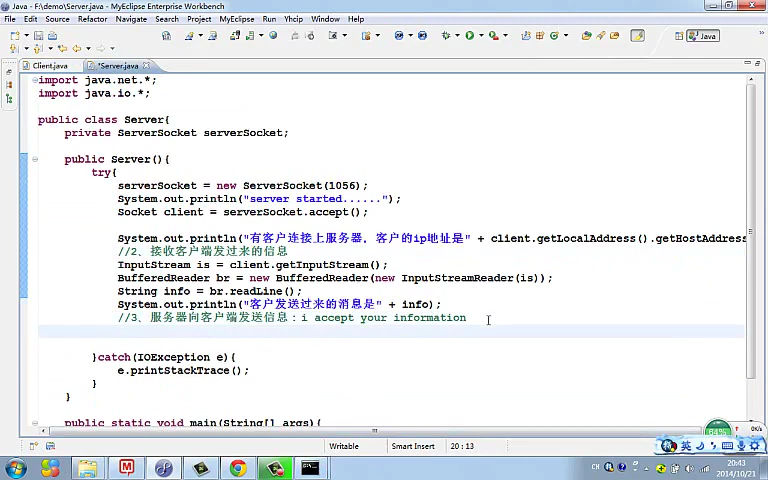 Java - F:\demo\Server.java - MyEclipse Enterprise Workbench
File Edit Source Refactor Navigate Search Project MyEclipse Run Yhcip Window Help
Java
Client.java *Server.java
import java.net.*;
import java.io.*;
public class Server{
private ServerSocket serverSocket;
public Server(){
try{
serverSocket = new ServerSocket(1056);
System.out.println("server started......");
Socket client = serverSocket.accept();
System.out.println("有客户连接上服务器，客户的ip地址是" + client.getLocalAddress().getHostAddress
//2、接收客户端发过来的信息
InputStream is = client.getInputStream();
BufferedReader br = new BufferedReader(new InputStreamReader(is));
String info = br.readLine();
System.out.println("客户发送过来的消息是" + info);
//3、服务器向客户端发送信息：i accept your information
}catch(IOException e){
e.printStackTrace();
}
}
public static void main(String[] args){
Writable Smart Insert 20 : 13
84% 0K/s
英
CH
20:43
2014/10/21